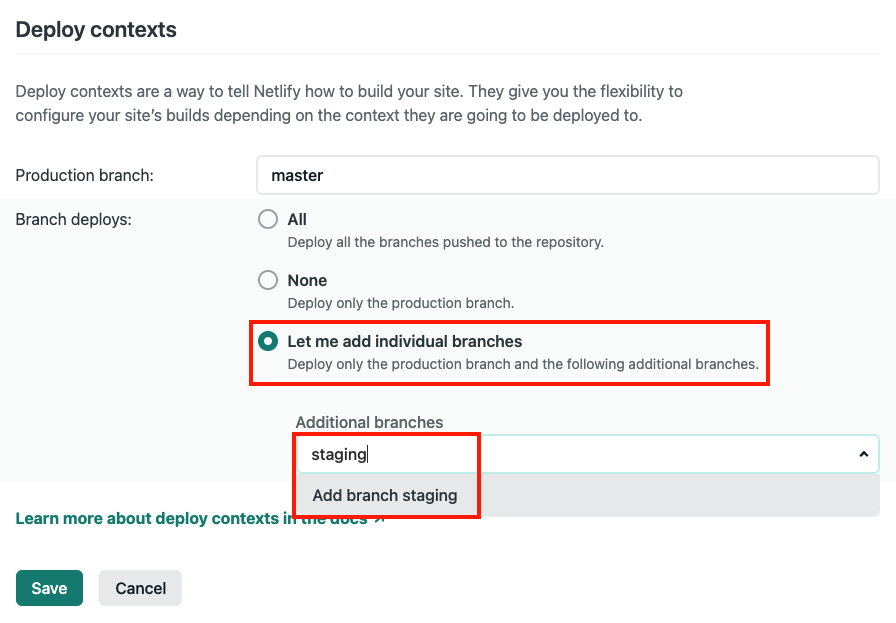 Deploy contexts
Deploy contexts are a way to tell Netlify how to build your site. They give you the flexibility to
configure your site's builds depending on the context they are going to be deployed to.
Production branch:
master
Branch deploys:
All
Deploy all the branches pushed to the repository.
None
Deploy only the production branch.
Let me add individual branches
Deploy only the production branch and the following additional branches.
Additional branches
staging
Add branch staging
Learn more about deploy contexts in the docs
Save
Cancel